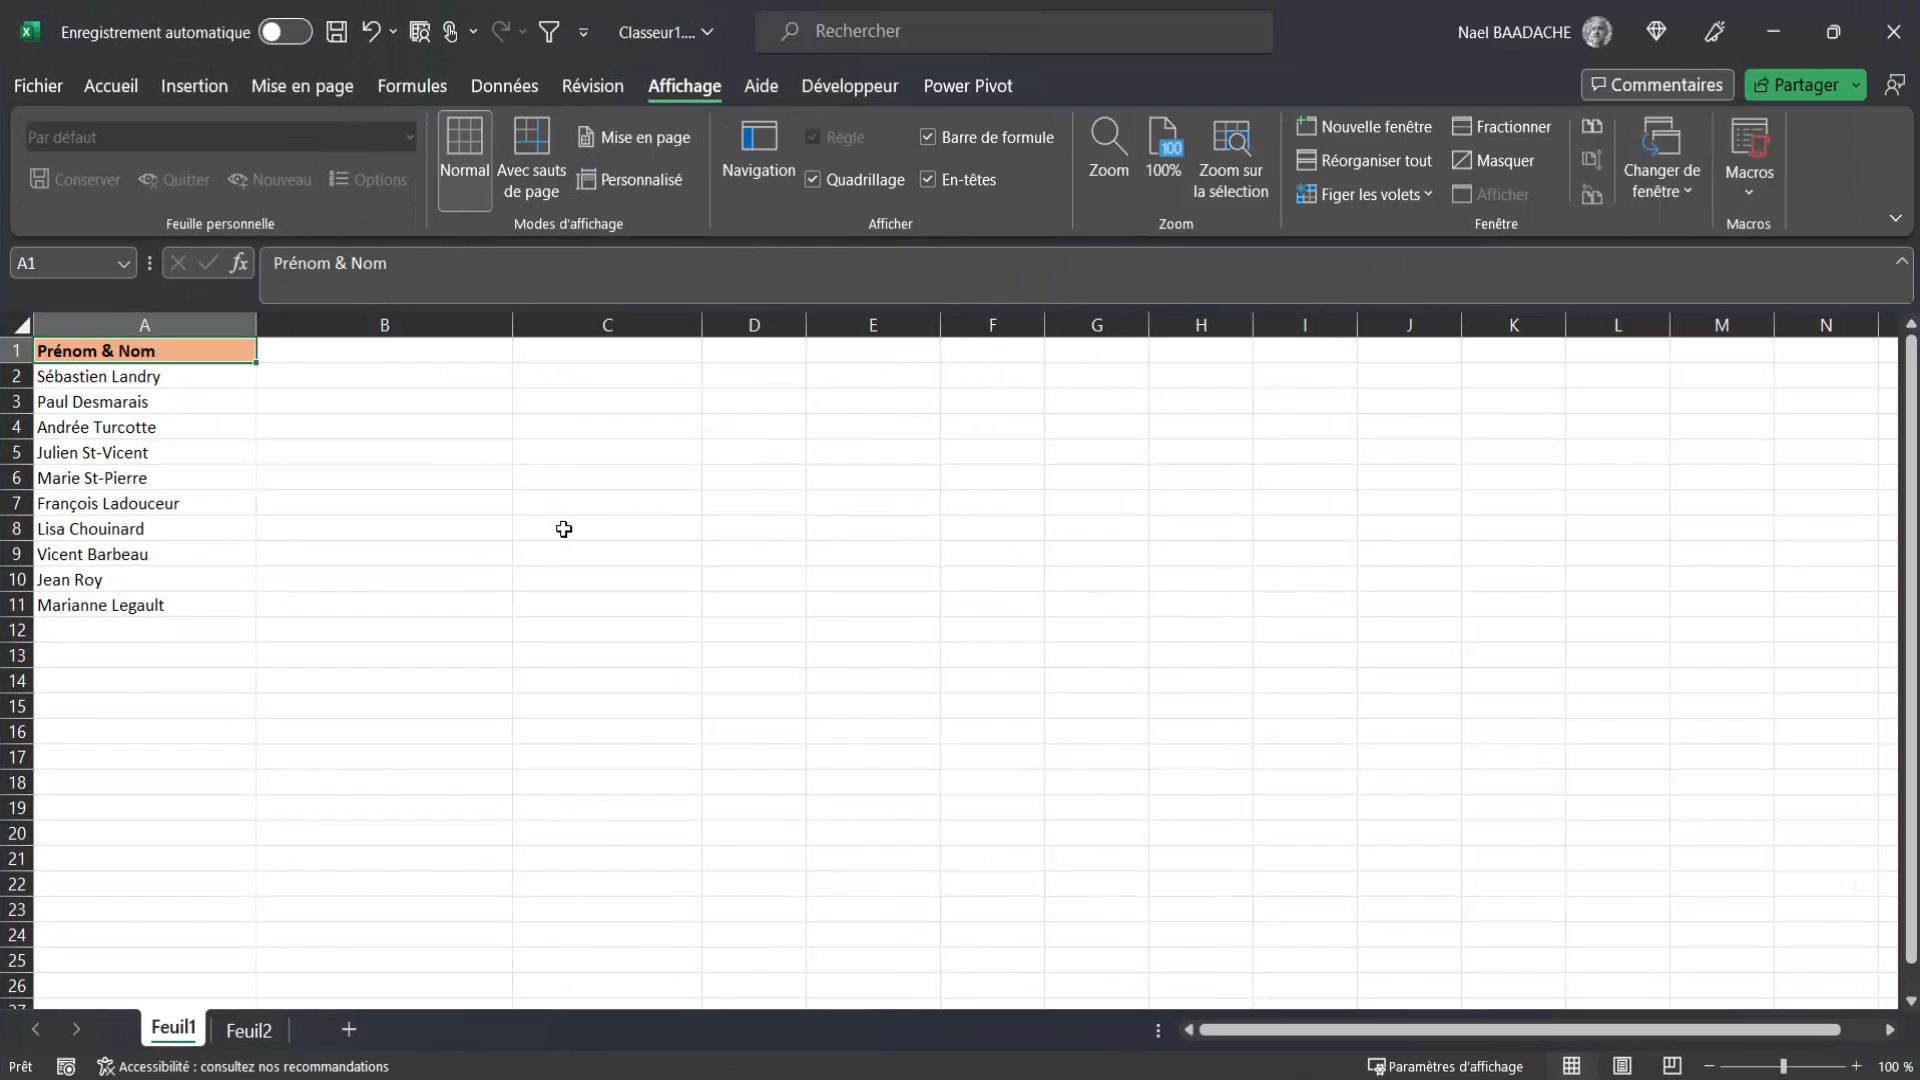 Enregistrement automatique
Classeur1....
Rechercher
Nael BAADACHE
Fichier Accueil Insertion Mise en page Formules Données Révision Affichage Aide Développeur Power Pivot
Commentaires
Partager
Par défaut
Conserver Quitter Nouveau Options
Feuille personnelle
Normal
Avec sauts
de page
Mise en page
Personnalisé
Modes d'affichage
Navigation
Règle
Barre de formule
Quadrillage
En-têtes
Afficher
Zoom
100
100%
Zoom sur
la sélection
Zoom
Nouvelle fenêtre
Réorganiser tout
Figer les volets
Fractionner
Masquer
Afficher
Changer de
fenêtre
Fenêtre
Macros
Macros
A1
fx
Prénom & Nom
A B C D E F G H I J K L M N
1 Prénom & Nom
2 Sébastien Landry
3 Paul Desmarais
4 Andrée Turcotte
5 Julien St-Vicent
6 Marie St-Pierre
7 François Ladouceur
8 Lisa Chouinard
9 Vicent Barbeau
10 Jean Roy
11 Marianne Legault
12
13
14
15
16
17
18
19
20
21
22
23
24
25
26
27
Feuil1 Feuil2
Prêt
Accessibilité : consultez nos recommandations
Paramètres d'affichage
100 %